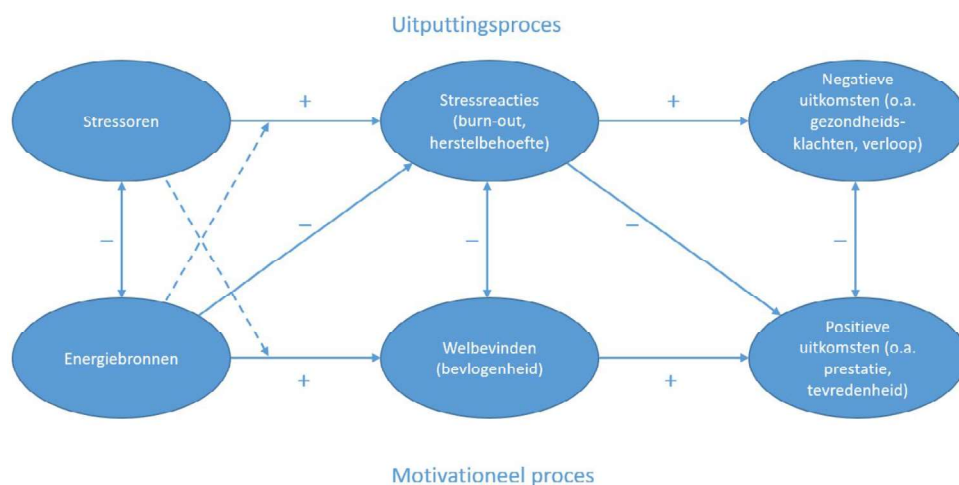 Uitputtingsproces
Stressoren
+
Stressreacties
(burn-out,
herstelbehoefte)
+
Negatieve
uitkomsten (o.a.
gezondheids-
klachten, verloop)
–
–
–
–
–
Energiebronnen
+
Welbevinden
(bevlogenheid)
+
Positieve
uitkomsten (o.a.
prestatie,
tevredenheid)
Motivationeel proces